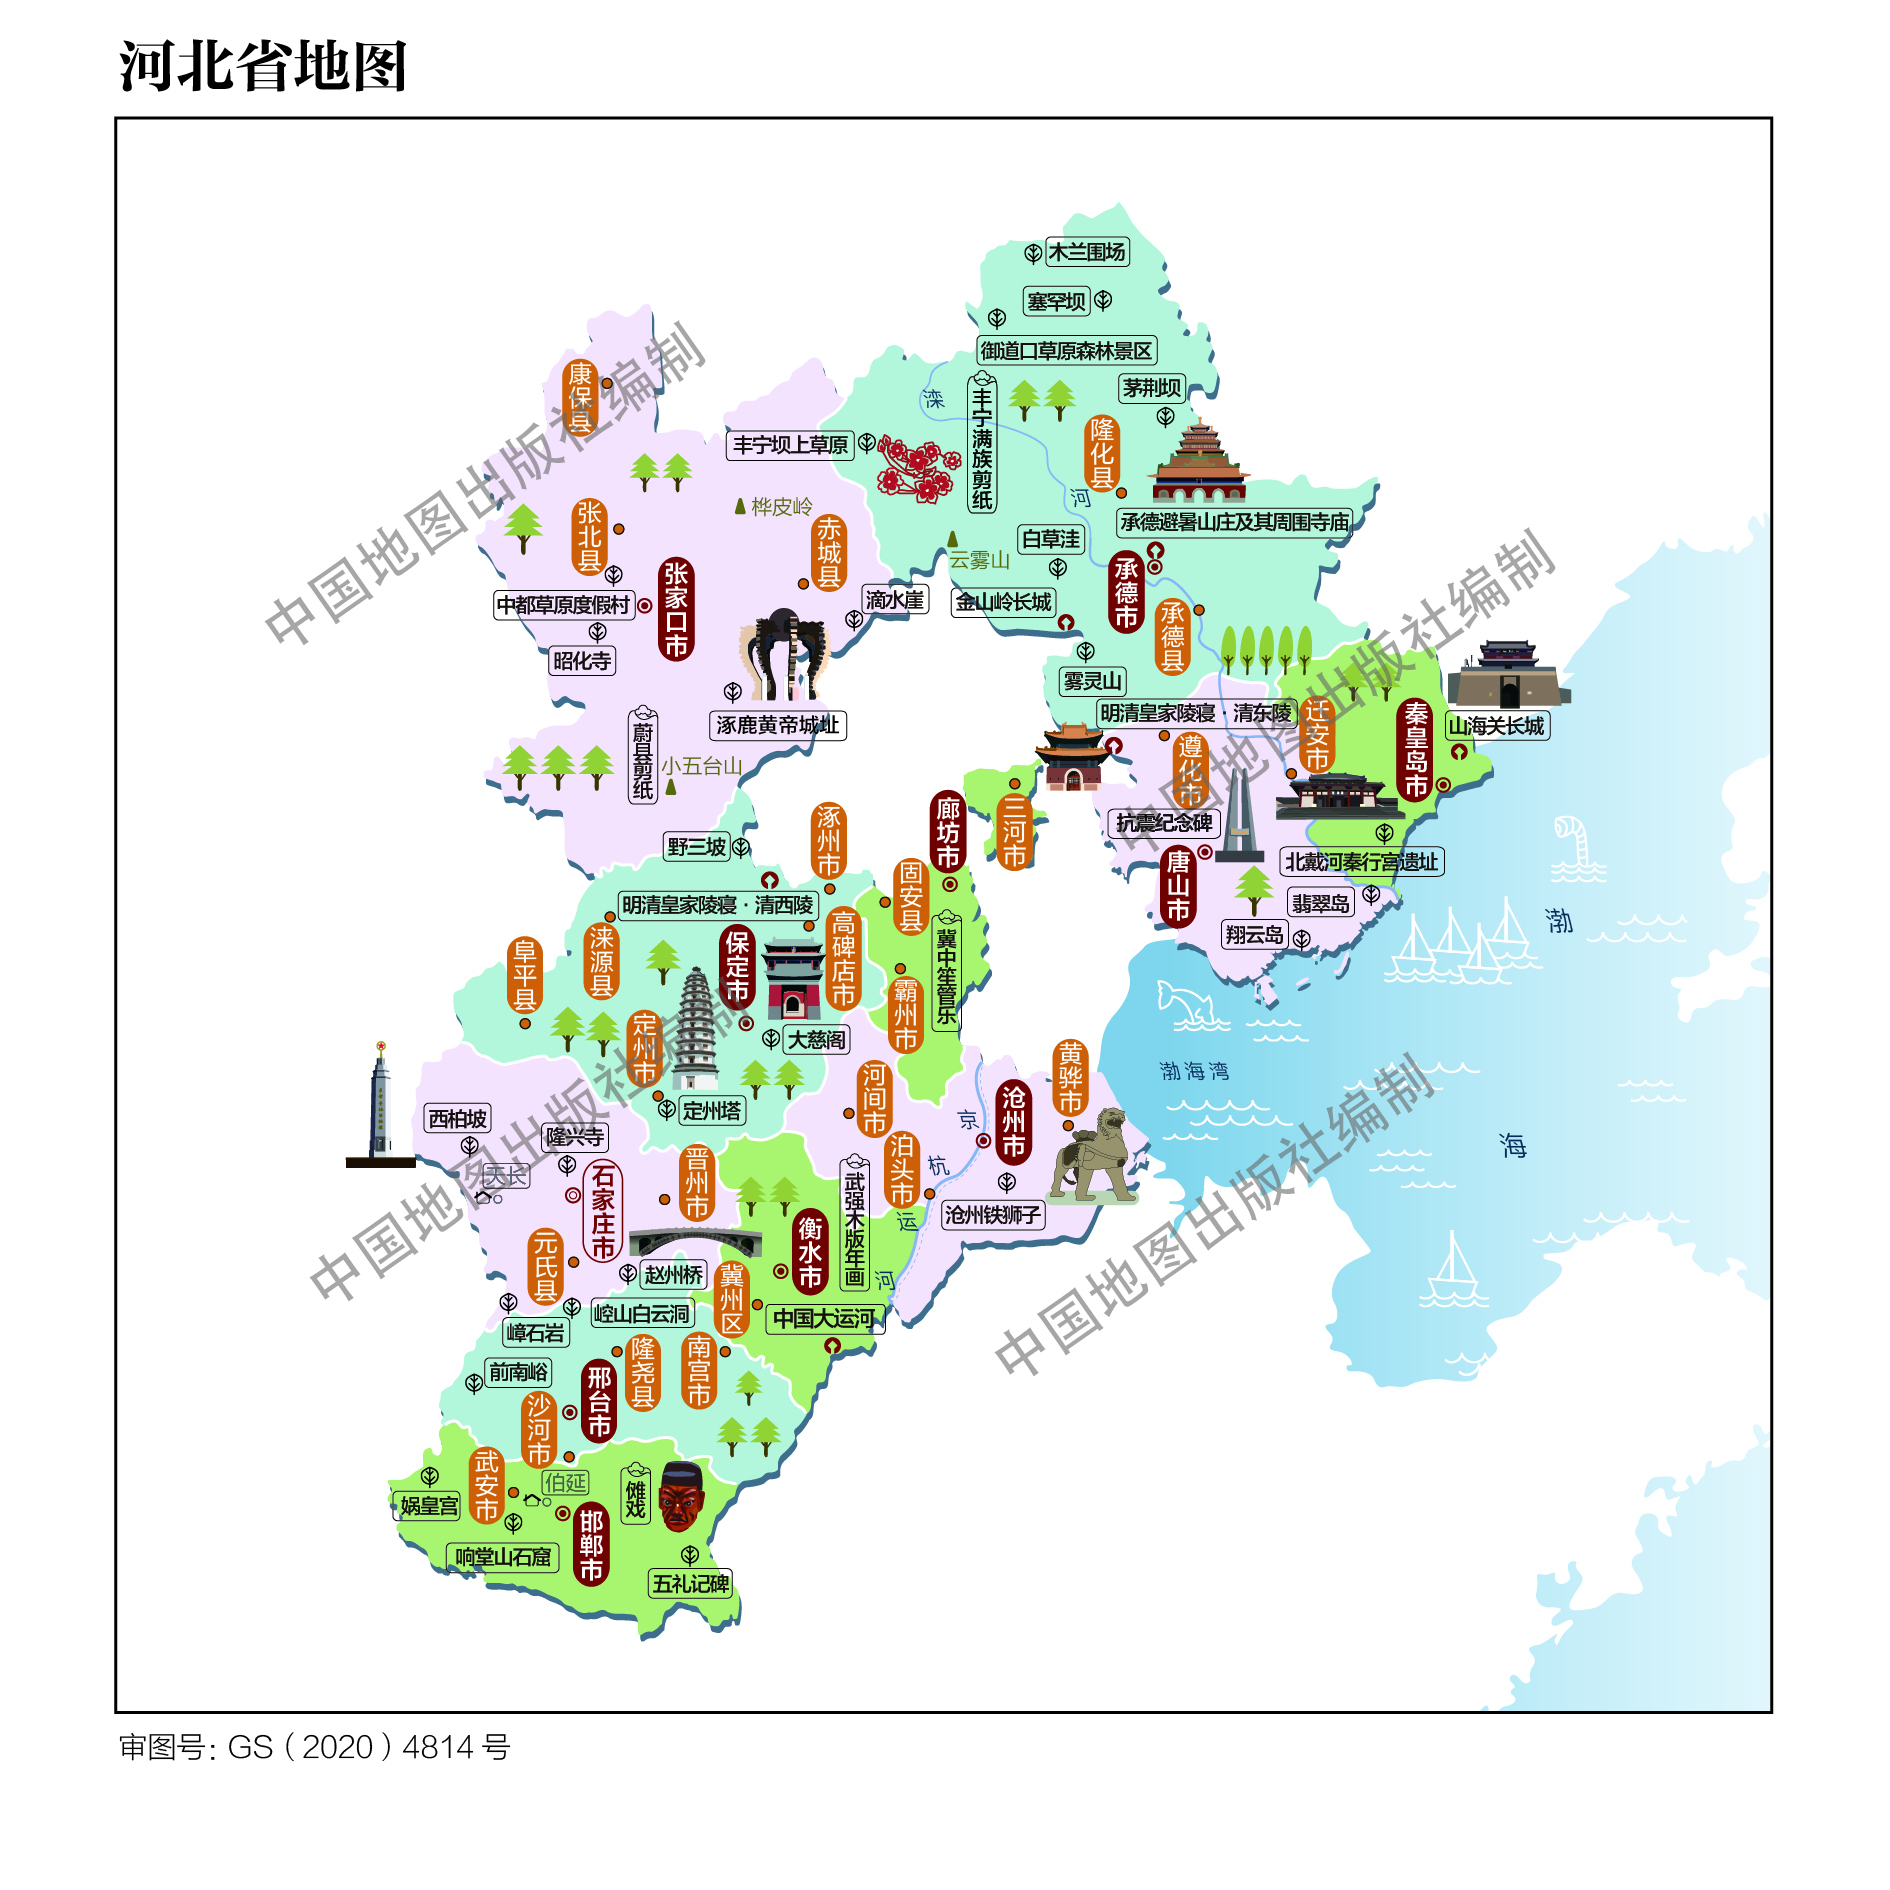 河北省地图
木兰围场
塞罕坝
御道口草原森林景区
茅荆坝
康保县
滦
丰宁满族剪纸
隆化县
丰宁坝上草原
河
桦皮岭
张北县
赤城县
承德避暑山庄及其周围寺庙
云雾山
白草洼
承德市
张家口市
中都草原度假村
滴水崖
金山岭长城
承德县
昭化寺
雾灵山
涿鹿黄帝城址
明清皇家陵寝·清东陵
迁安市
秦皇岛市
山海关长城
蔚县剪纸
小五台山
遵化市
三河市
廊坊市
涿州市
野三坡
抗震纪念碑
唐山市
北戴河秦行宫遗址
翡翠岛
翔云岛
固安县
明清皇家陵寝·清西陵
高碑店市
冀中笙管乐
保定市
涞源县
阜平县
霸州市
渤
定州市
大慈阁
定州塔
河间市
黄骅市
沧州市
渤海湾
京
西柏坡
隆兴寺
天长
石家庄市
晋州市
武强木版年画
泊头市
杭
海
沧州铁狮子
运
衡水市
元氏县
赵州桥
冀州区
河
中国大运河
崆山白云洞
嶂石岩
前南峪
邢台市
隆尧县
南宫市
沙河市
武安市
伯延
傩戏
娲皇宫
邯郸市
响堂山石窟
五礼记碑
中国地图出版社编制
中国地图出版社编制
中国地图出版社编制
中国地图出版社编制
审图号：GS（2020）4814号